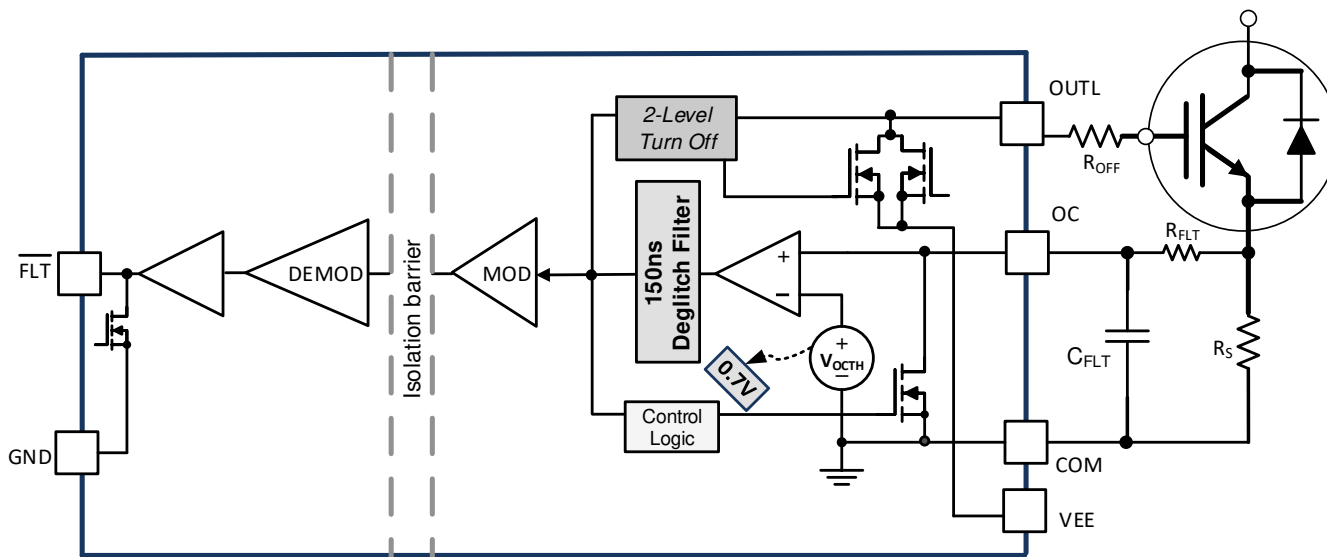 OUTL
2-Level
Turn Off
R_OFF
OC
R_FLT
150ns
Deglitch Filter
+
−
FLT
DEMOD
Isolation barrier
MOD
+
V_OCTH
−
0.7V
C_FLT
R_S
Control
Logic
GND
COM
VEE